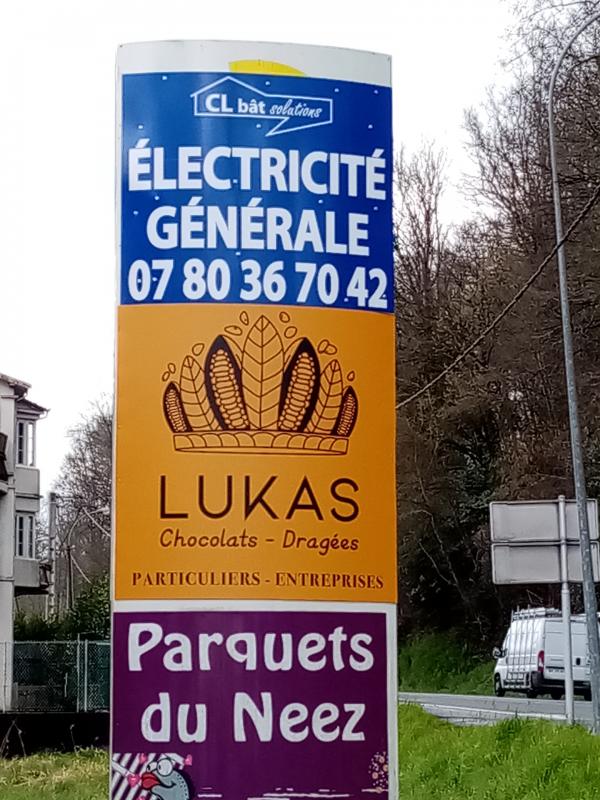 CL bât solutions
ÉLECTRICITÉ
GÉNÉRALE
07 80 36 70 42
LUKAS
Chocolats - Dragées
PARTICULIERS - ENTREPRISES
Parquets
du Neez